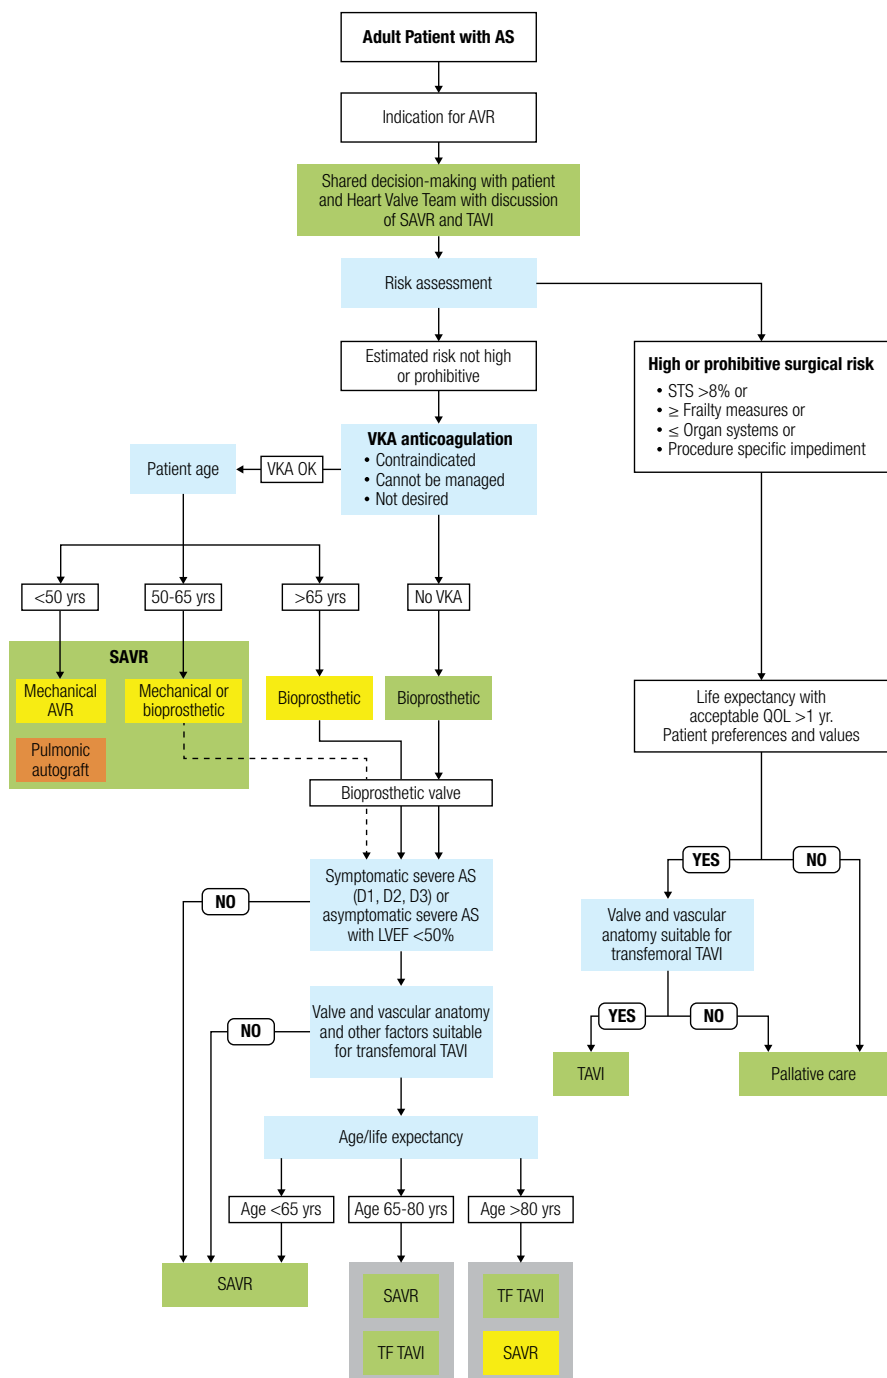 Adult Patient with AS
Indication for AVR
Shared decision-making with patient
and Heart Valve Team with discussion
of SAVR and TAVI
Risk assessment
Estimated risk not high
or prohibitive
High or prohibitive surgical risk
• STS >8% or
• ≥ Frailty measures or
• ≤ Organ systems or
• Procedure specific impediment
VKA anticoagulation
• Contraindicated
• Cannot be managed
• Not desired
VKA OK
Patient age
<50 yrs
50-65 yrs
>65 yrs
No VKA
SAVR
Mechanical
AVR
Mechanical or
bioprosthetic
Bioprosthetic
Bioprosthetic
Pulmonic
autograft
Life expectancy with
acceptable QOL >1 yr.
Patient preferences and values
Bioprosthetic valve
YES
NO
Symptomatic severe AS
(D1, D2, D3) or
asymptomatic severe AS
with LVEF <50%
NO
Valve and vascular
anatomy suitable for
transfemoral TAVI
Valve and vascular anatomy
and other factors suitable
for transfemoral TAVI
NO
YES
NO
TAVI
Pallative care
Age/life expectancy
Age <65 yrs
Age 65-80 yrs
Age >80 yrs
SAVR
SAVR
TF TAVI
TF TAVI
SAVR